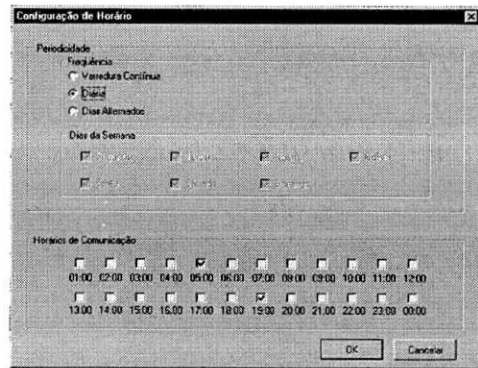 Configuração de Horário
Periodicidade
Freqüência
Varredura Contínua
Diária
Dias Alternados
Dias da Semana
Horários de Comunicação
01:00 02:00 03:00 04:00 05:00 06:00 07:00 08:00 09:00 10:00 11:00 12:00
13:00 14:00 15:00 16:00 17:00 18:00 19:00 20:00 21:00 22:00 23:00 00:00
OK Cancelar